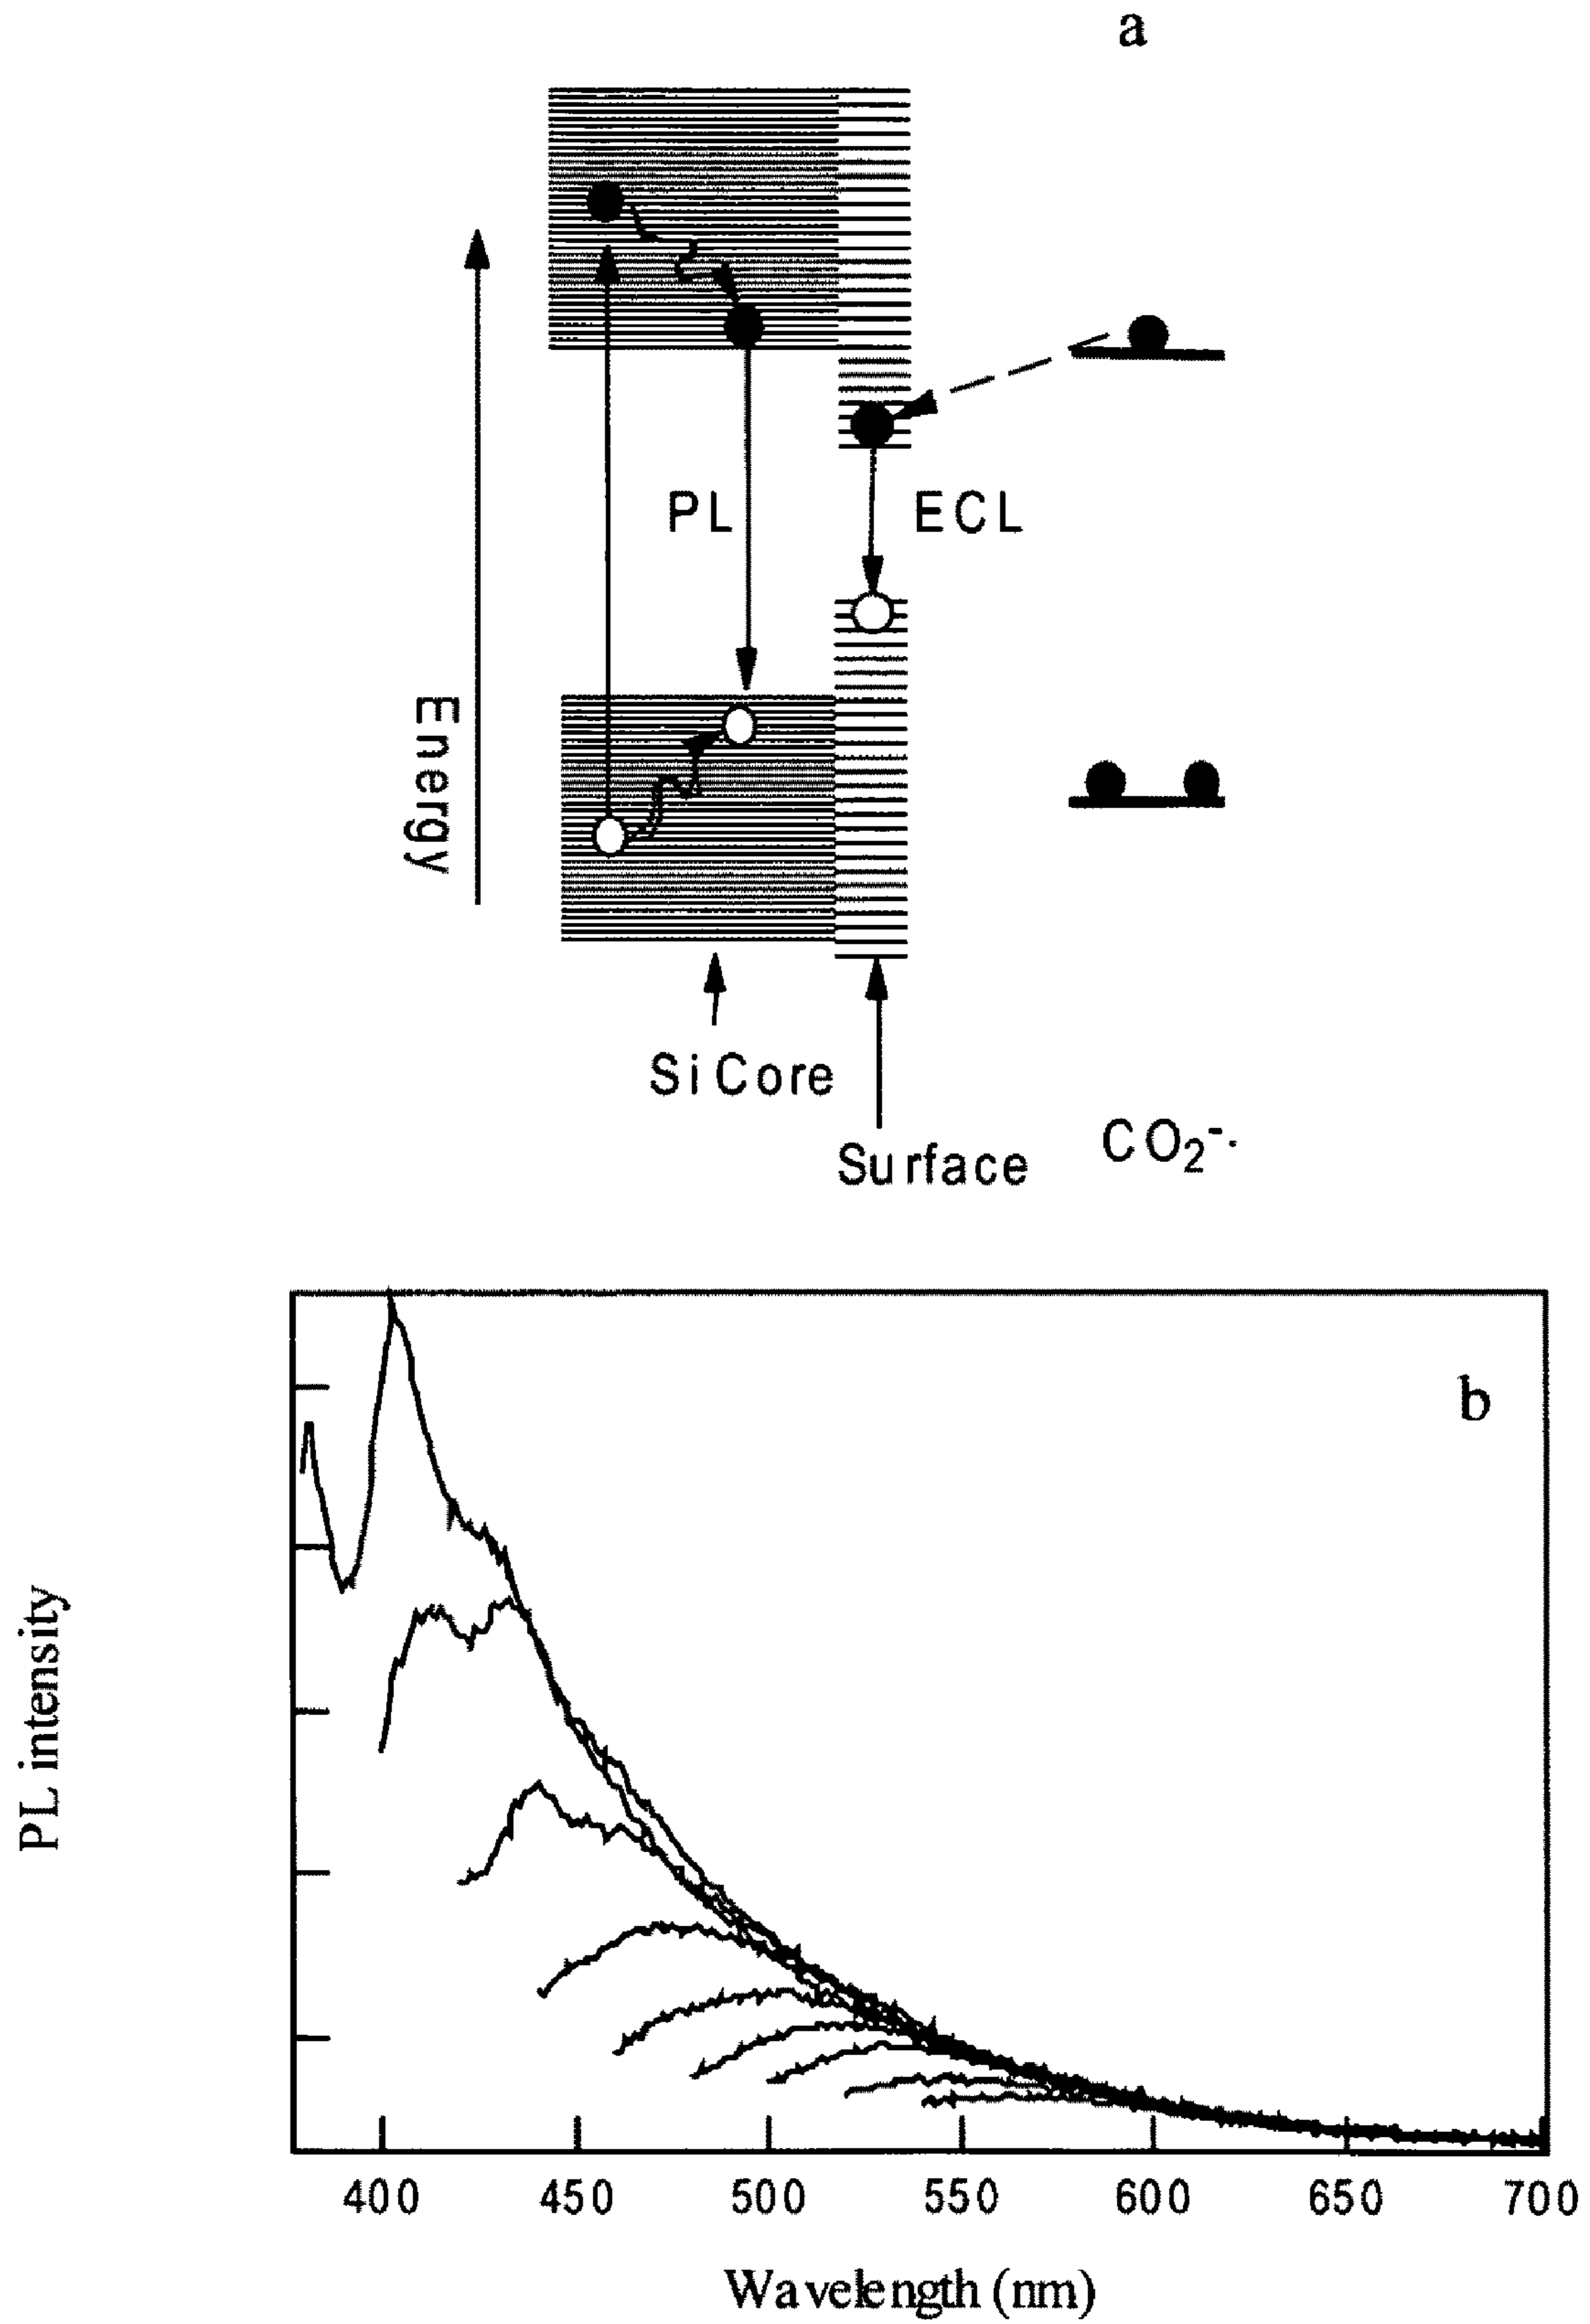 a
PL
ECL
Energy
Si Core
Surface
CO₂⁻·
b
PL intensity
400 450 500 550 600 650 700
Wavelength (nm)